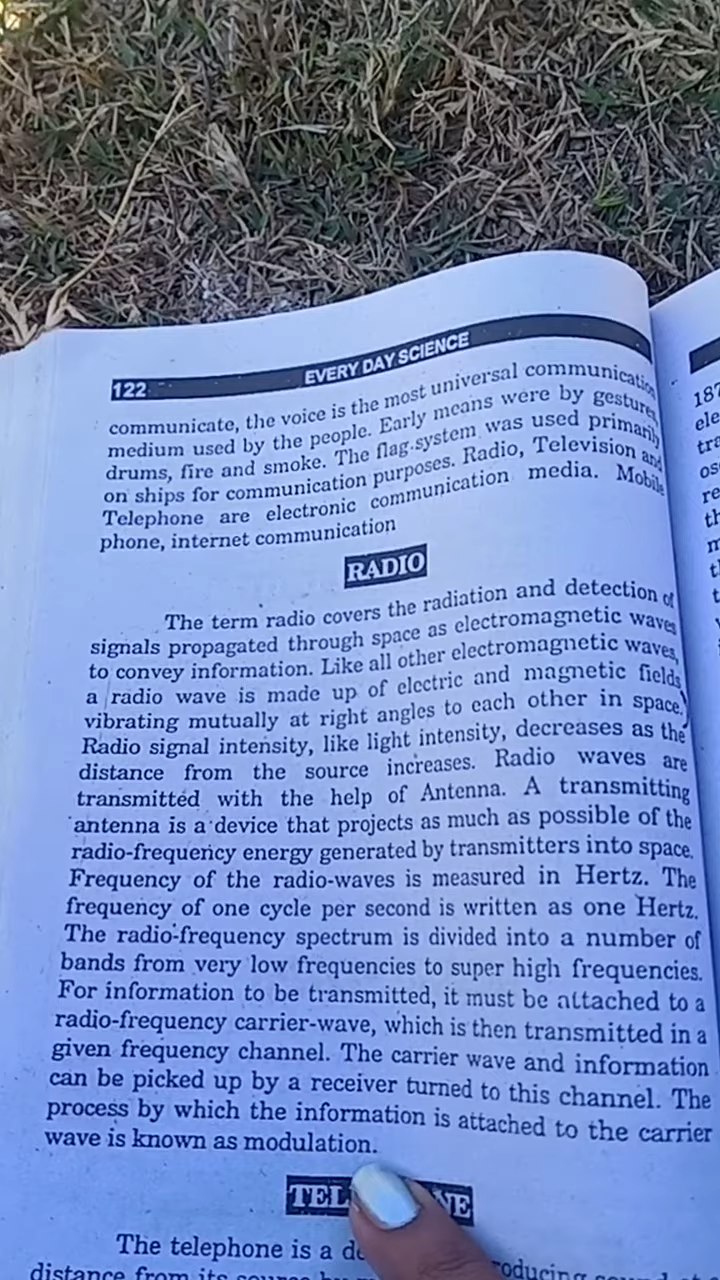 122
EVERY DAY SCIENCE
communicate, the voice is the most universal communication
medium used by the people. Early means were by gestures,
drums, fire and smoke. The flag system was used primarily
on ships for communication purposes. Radio, Television and
Telephone are electronic communication media. Mobile
phone, internet communication
RADIO
The term radio covers the radiation and detection of
signals propagated through space as electromagnetic waves
to convey information. Like all other electromagnetic waves,
a radio wave is made up of electric and magnetic fields
vibrating mutually at right angles to each other in space.
Radio signal intensity, like light intensity, decreases as the
distance from the source increases. Radio waves are
transmitted with the help of Antenna. A transmitting
antenna is a device that projects as much as possible of the
radio-frequency energy generated by transmitters into space.
Frequency of the radio-waves is measured in Hertz. The
frequency of one cycle per second is written as one Hertz.
The radio-frequency spectrum is divided into a number of
bands from very low frequencies to super high frequencies.
For information to be transmitted, it must be attached to a
radio-frequency carrier-wave, which is then transmitted in a
given frequency channel. The carrier wave and information
can be picked up by a receiver turned to this channel. The
process by which the information is attached to the carrier
wave is known as modulation.
TEL NE
The telephone is a
distance from its
187